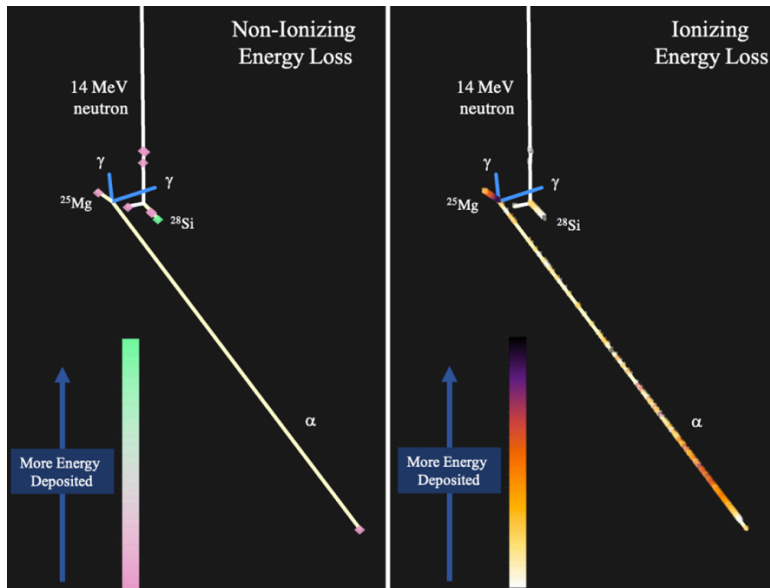 Non-Ionizing
Energy Loss
14 MeV
neutron
γ
γ
²⁵Mg
²⁸Si
α
More Energy
Deposited
Ionizing
Energy Loss
14 MeV
neutron
γ
γ
²⁵Mg
²⁸Si
α
More Energy
Deposited